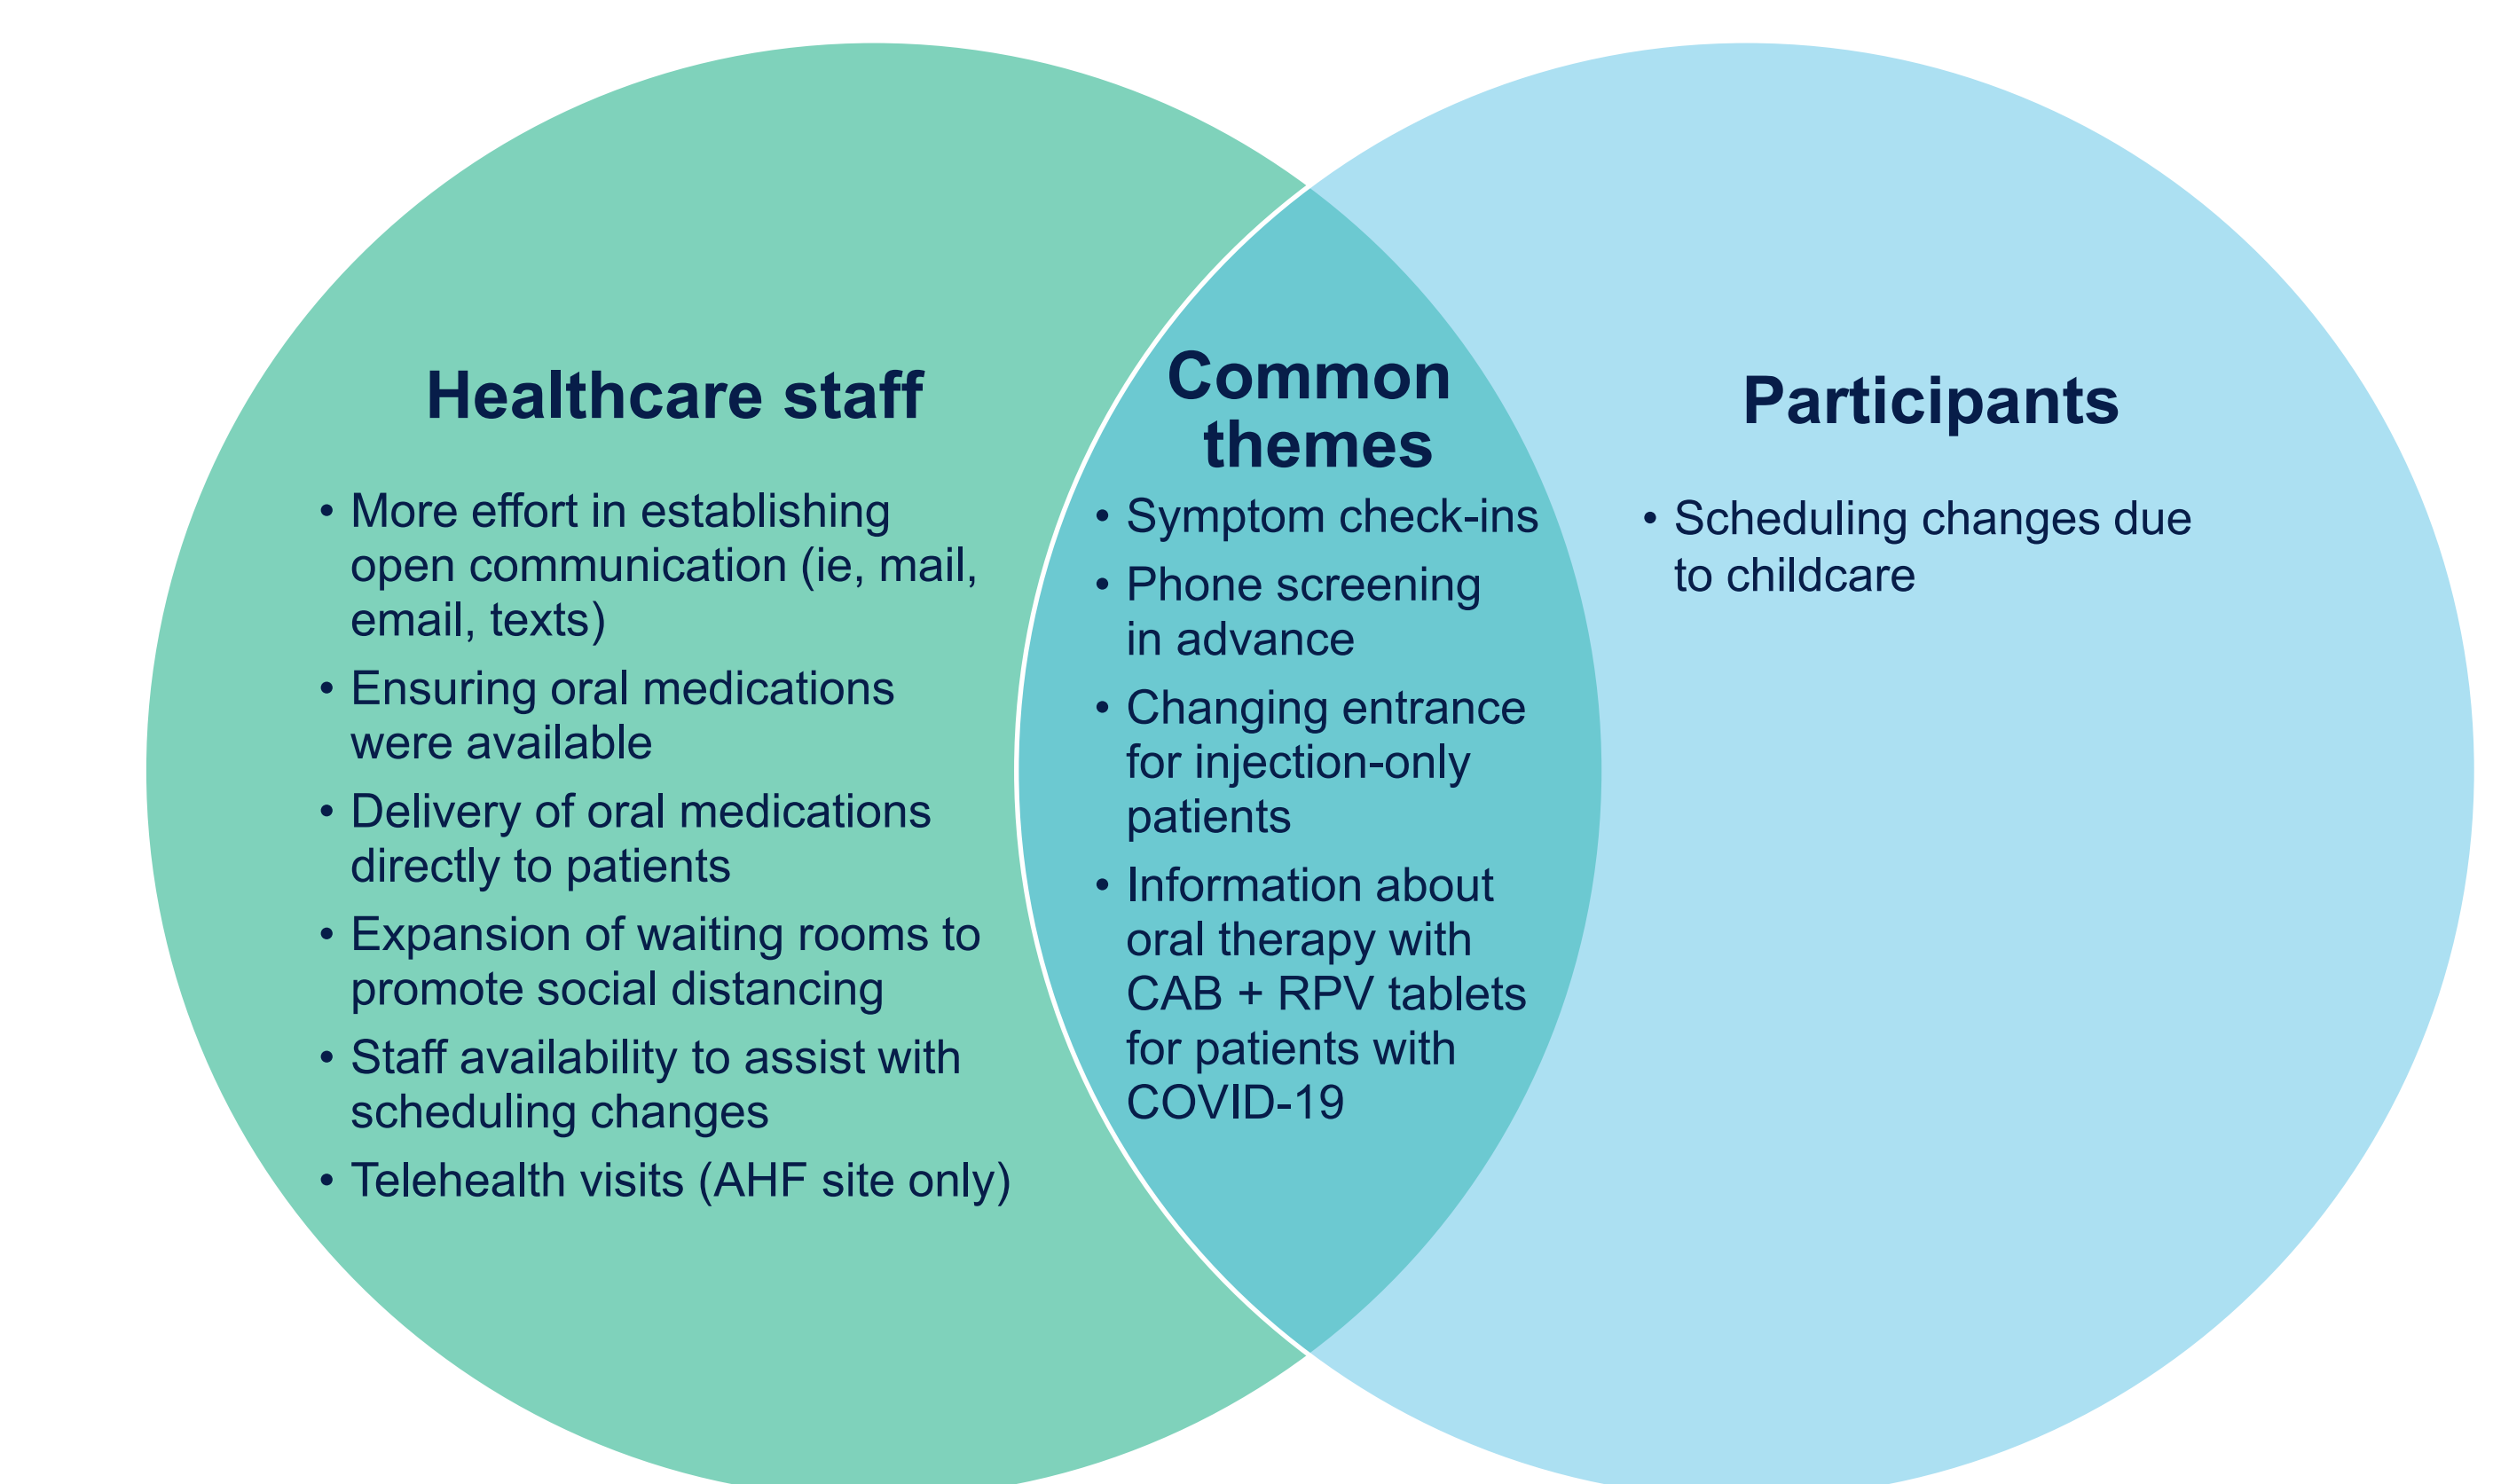 Healthcare staff
• More effort in establishing
open communication (ie, mail,
email, texts)
• Ensuring oral medications
were available
• Delivery of oral medications
directly to patients
• Expansion of waiting rooms to
promote social distancing
• Staff availability to assist with
scheduling changes
• Telehealth visits (AHF site only)
Common
themes
• Symptom check-ins
• Phone screening
in advance
• Changing entrance
for injection-only
patients
• Information about
oral therapy with
CAB + RPV tablets
for patients with
COVID-19
Participants
• Scheduling changes due
to childcare